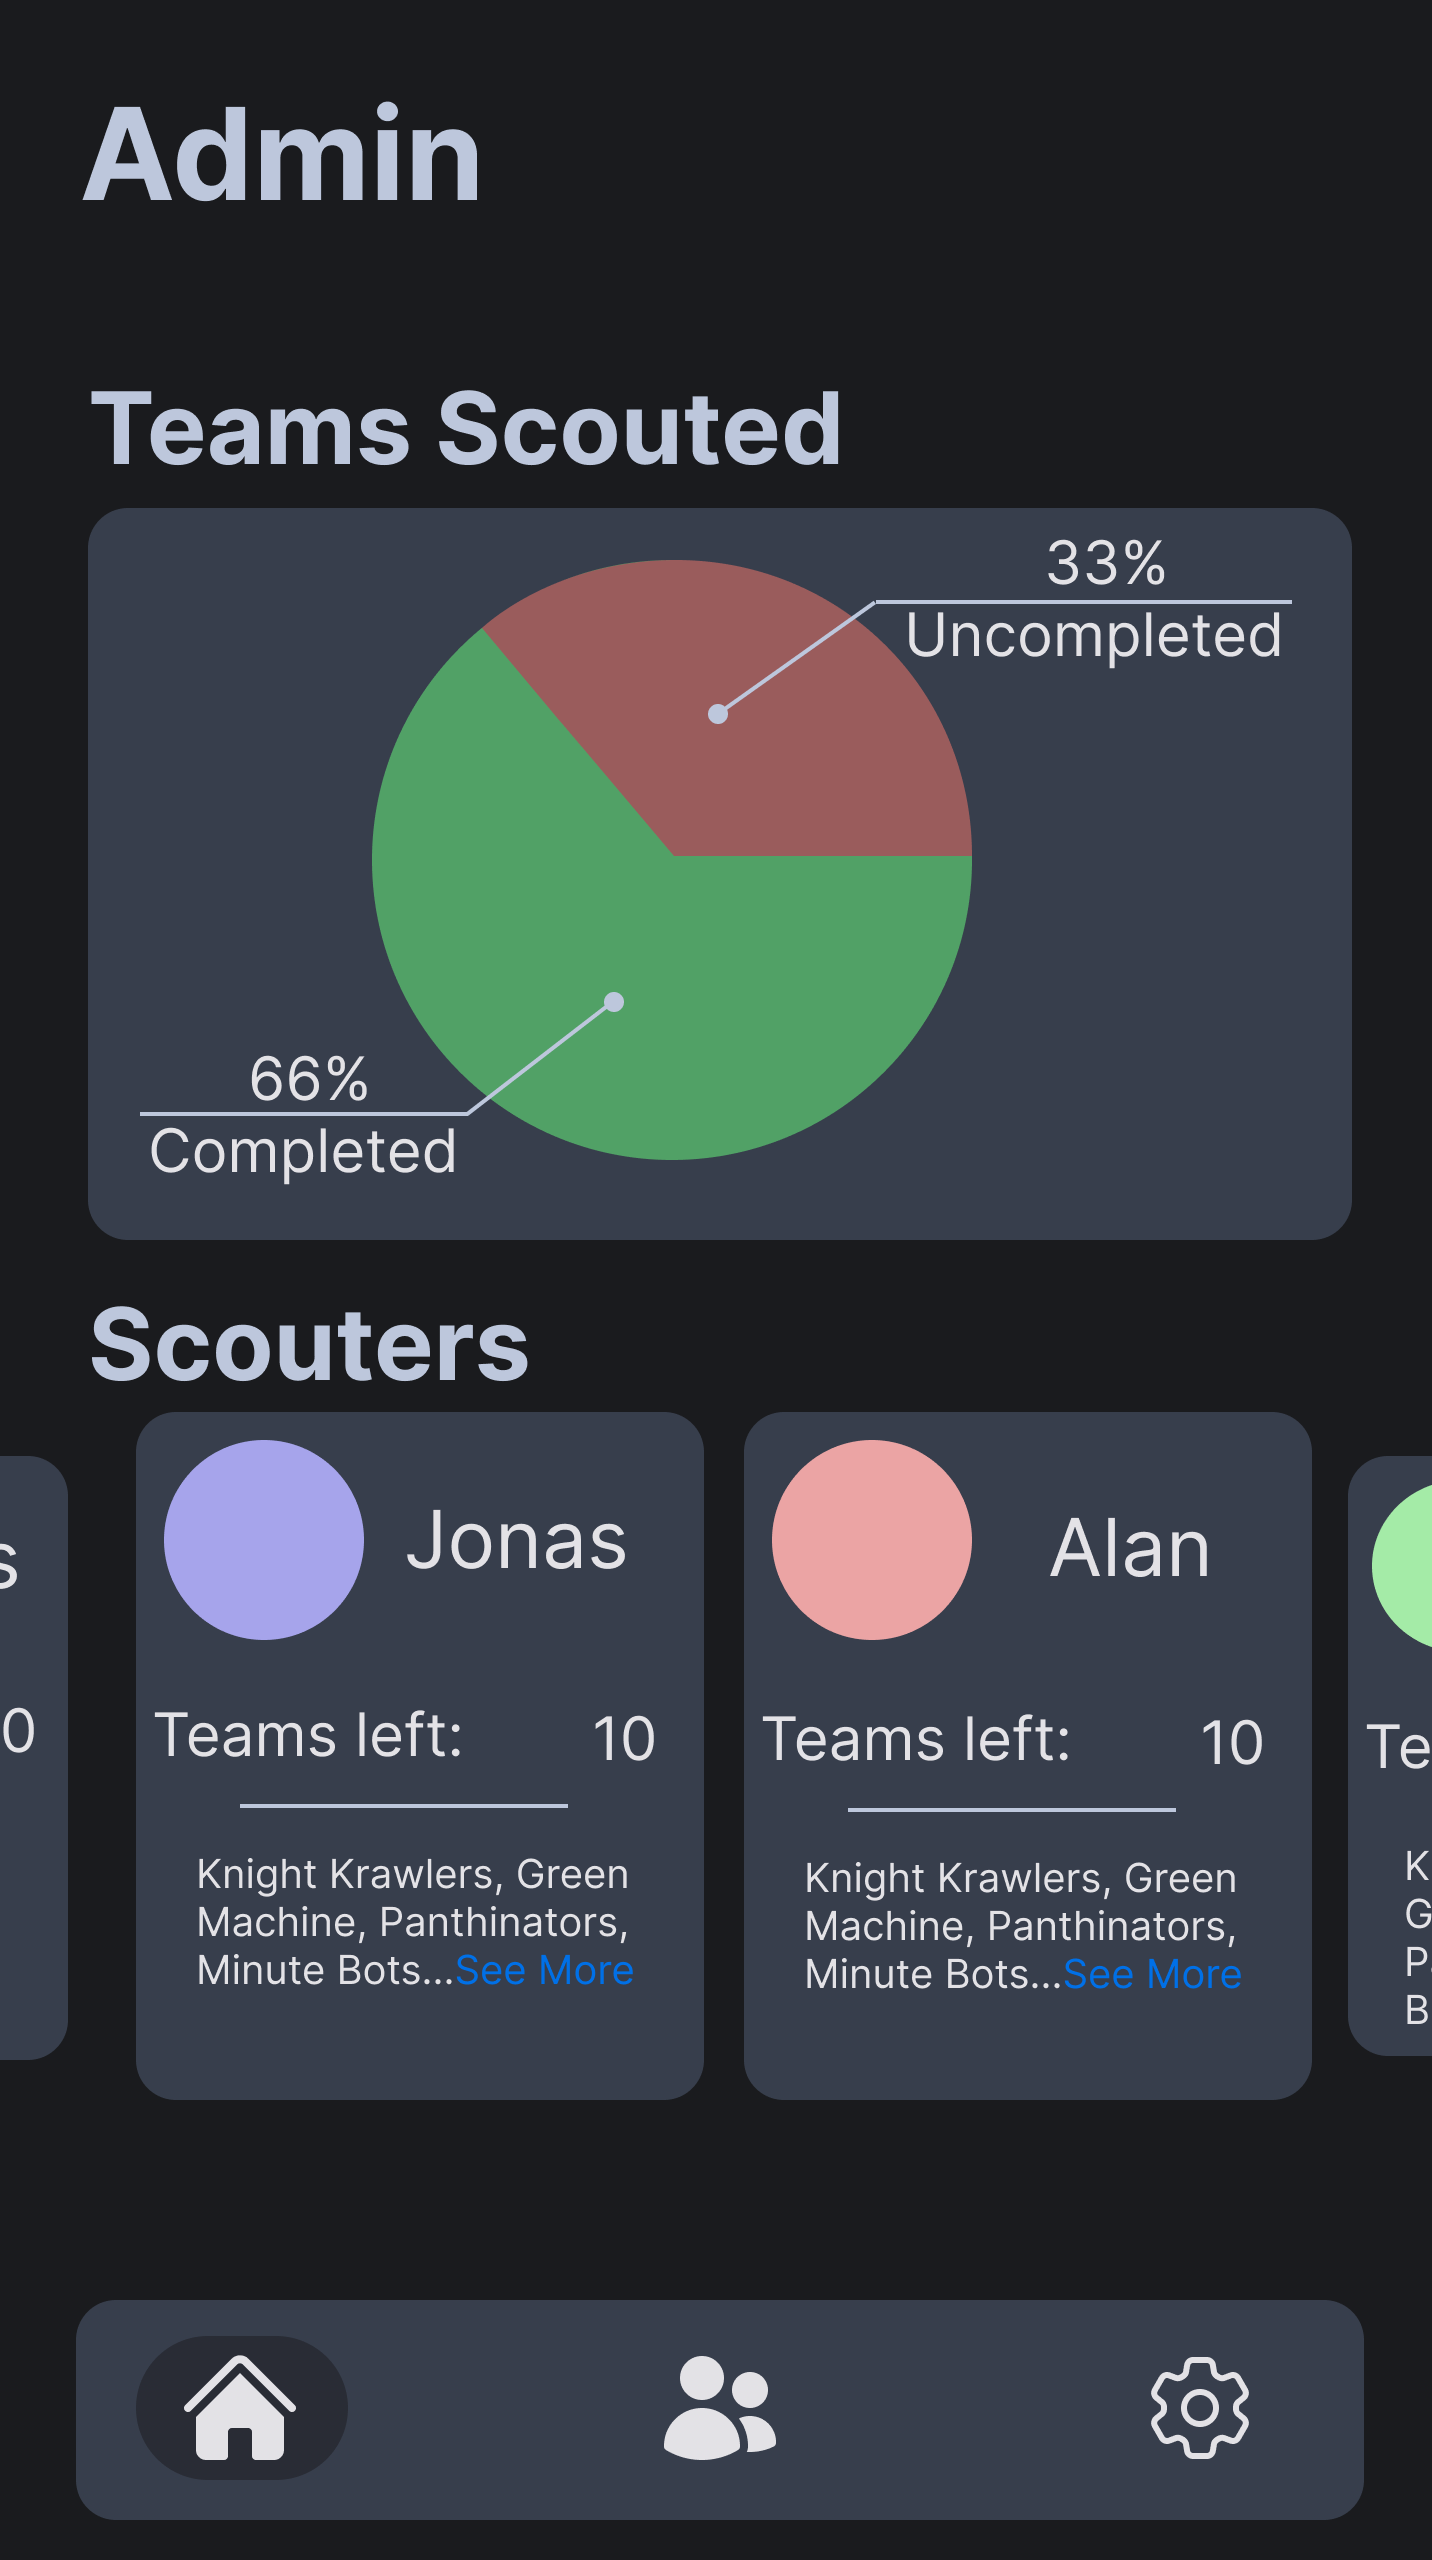 Admin
Teams Scouted
33%
Uncompleted
66%
Completed
Scouters
s
0
Jonas
Teams left: 10
Knight Krawlers, Green
Machine, Panthinators,
Minute Bots...See More
Alan
Teams left: 10
Knight Krawlers, Green
Machine, Panthinators,
Minute Bots...See More
Te
K
G
P
B